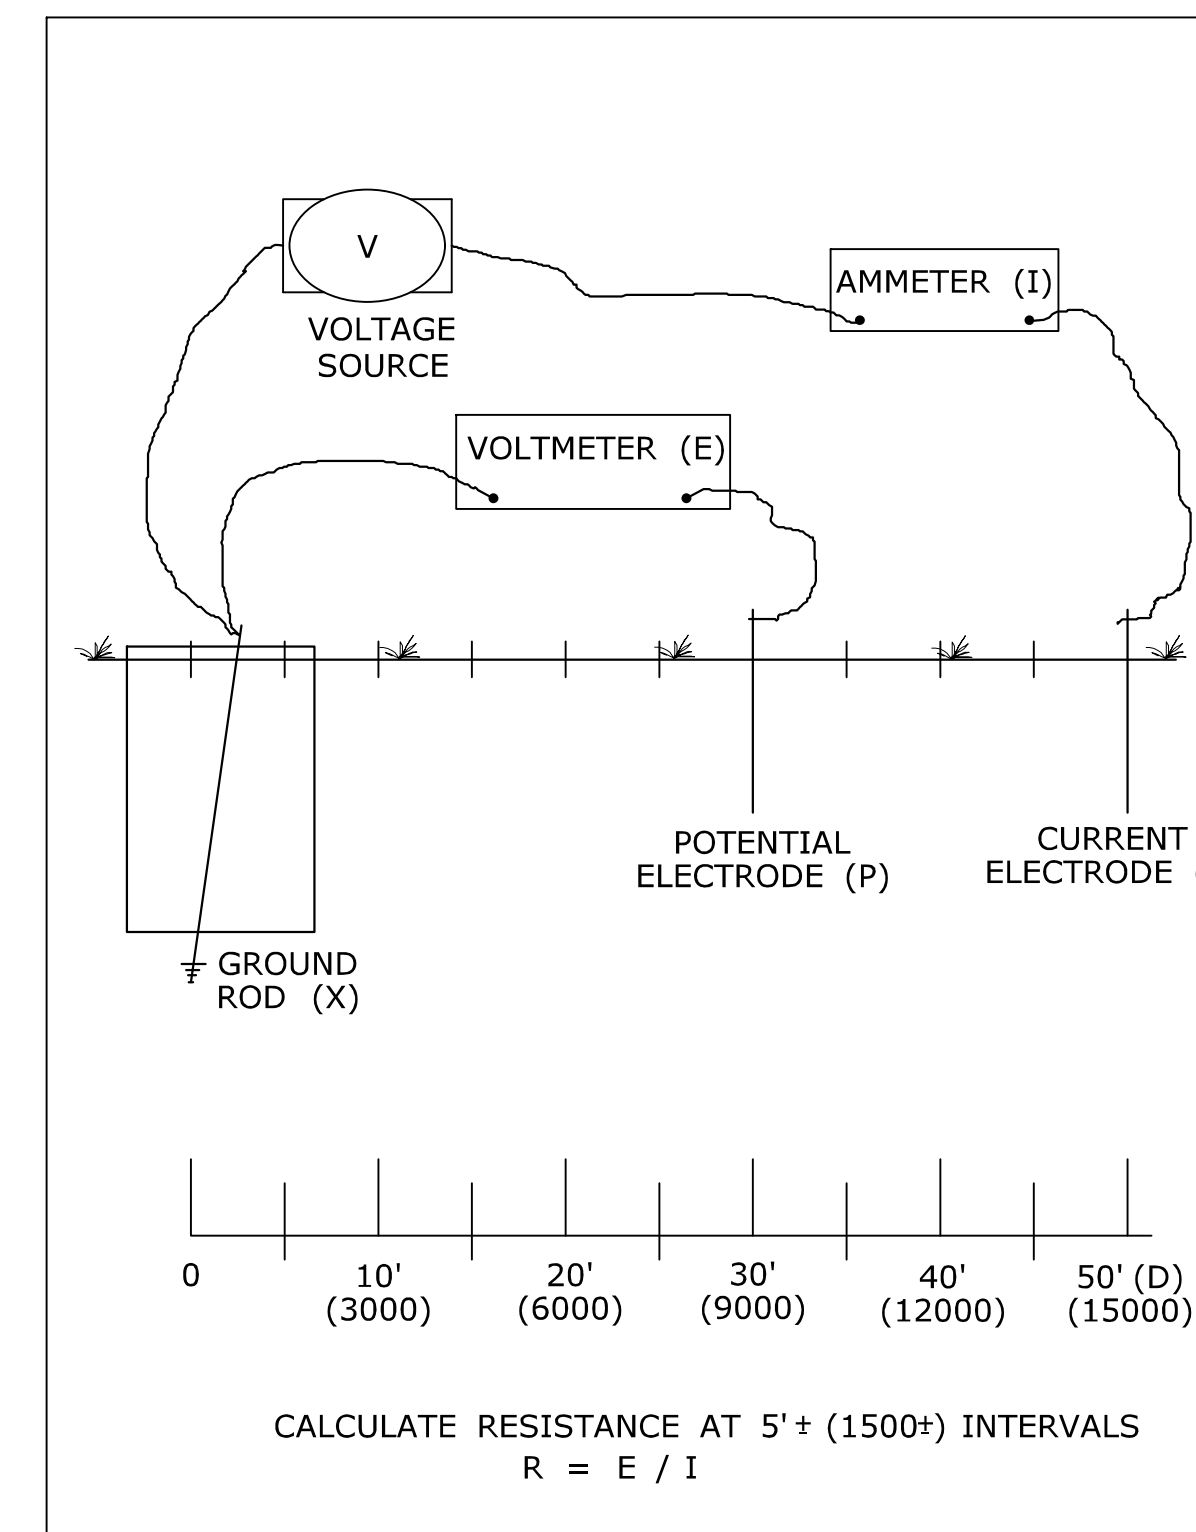 V
VOLTAGE
SOURCE
AMMETER (I)
VOLTMETER (E)
POTENTIAL
ELECTRODE (P)
CURRENT
ELECTRODE
GROUND
ROD (X)
0
10'
(3000)
20'
(6000)
30'
(9000)
40'
(12000)
50' (D)
(15000)
CALCULATE RESISTANCE AT 5'± (1500±) INTERVALS
R = E / I